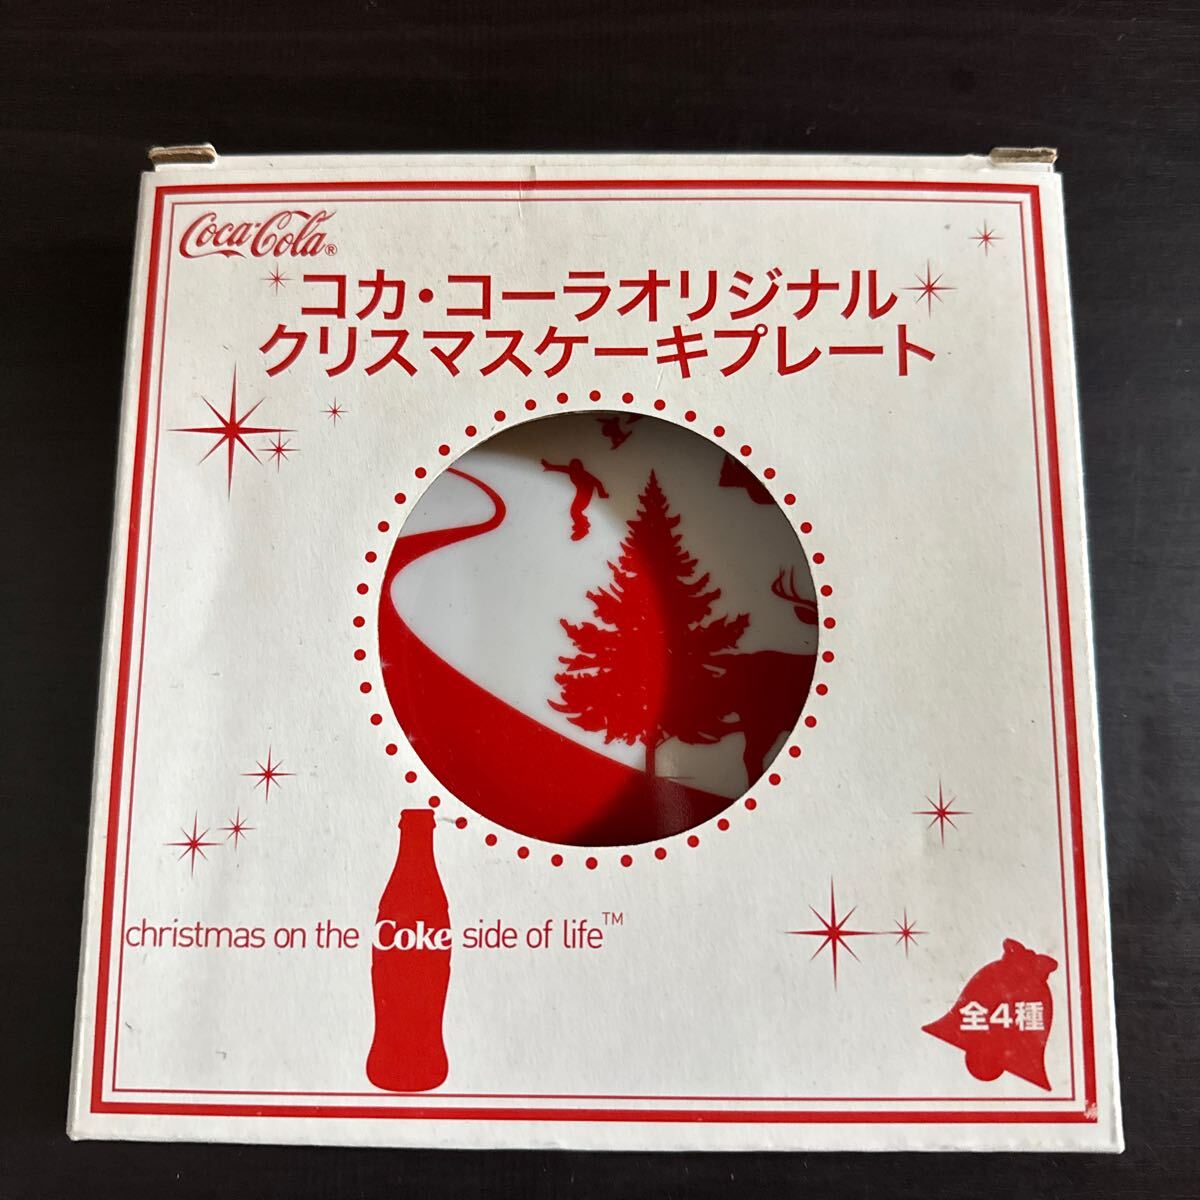 Coca-Cola®
コカ・コーラオリジナル
クリスマスケーキプレート
christmas on the Coke side of life™
全4種